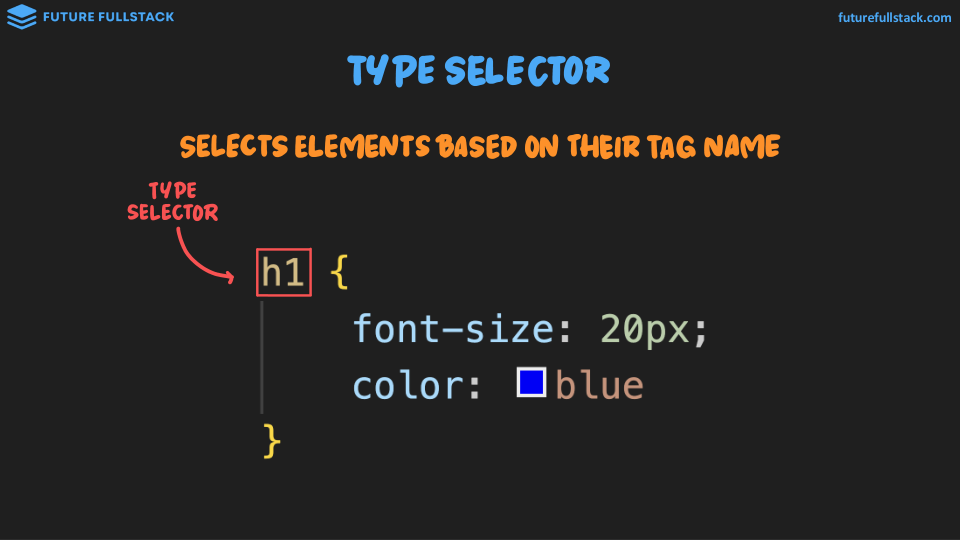 FUTURE FULLSTACK
futurefullstack.com
TYPE SELECTOR
SELECTS ELEMENTS BASED ON THEIR TAG NAME
TYPE
SELECTOR
h1 {
font-size: 20px;
color: blue
}